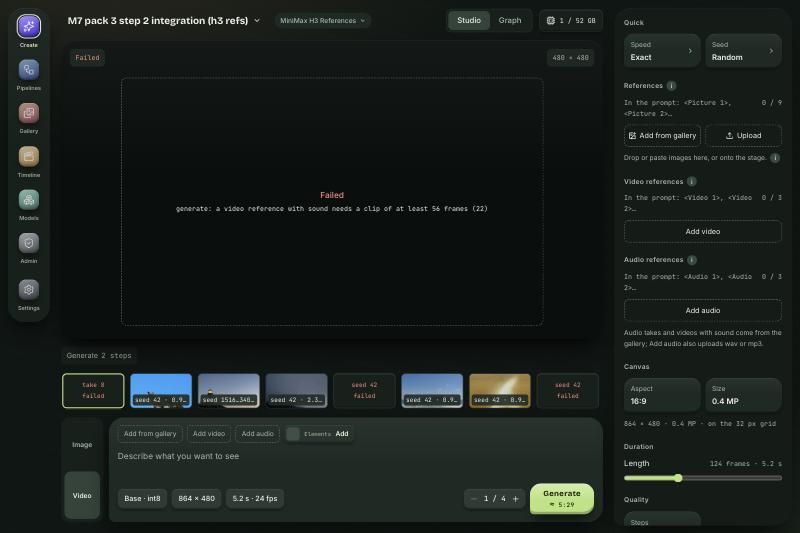 M7 pack 3 step 2 integration (h3 refs)
MiniMax H3 References
Studio
Graph
1 / 52 GB
Create
Pipelines
Gallery
Timeline
Models
Admin
Settings
Failed
480 × 480
Failed
generate: a video reference with sound needs a clip of at least 56 frames (22)
Generate 2 steps
take 8
failed
seed 42 · 0.9…
seed 1516…340…
seed 42 · 2.3…
seed 42
failed
seed 42 · 0.9…
seed 42 · 0.9…
seed 42
failed
Image
Video
Add from gallery
Add video
Add audio
Elements Add
Describe what you want to see
Base · int8
864 × 480
5.2 s · 24 fps
− 1 / 4 +
Generate
≈ 5:29
Quick
Speed
Exact
Seed
Random
References i
In the prompt: <Picture 1>, 0 / 9
<Picture 2>…
Add from gallery
Upload
Drop or paste images here, or onto the stage. i
Video references i
In the prompt: <Video 1>, <Video 0 / 3
2>…
Add video
Audio references i
In the prompt: <Audio 1>, <Audio 0 / 3
2>…
Add audio
Audio takes and videos with sound come from the
gallery; Add audio also uploads wav or mp3.
Canvas
Aspect
16:9
Size
0.4 MP
864 × 480 · 0.4 MP · on the 32 px grid
Duration
Length 124 frames · 5.2 s
Quality
Steps